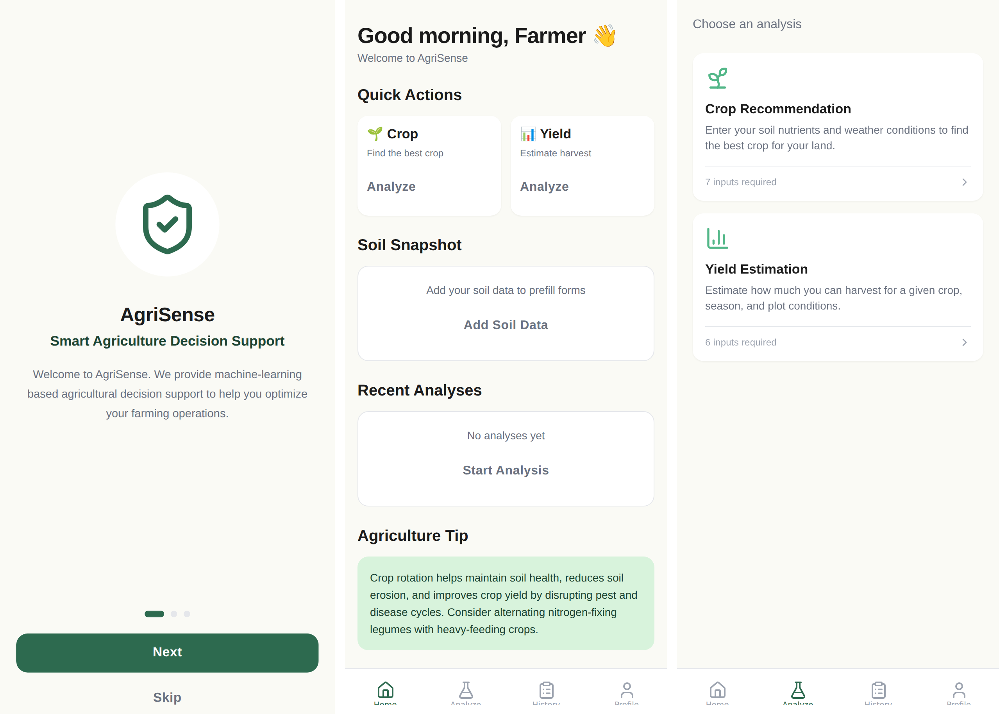 AgriSense
Smart Agriculture Decision Support
Welcome to AgriSense. We provide machine-learning
based agricultural decision support to help you optimize
your farming operations.
Next
Skip
Good morning, Farmer 👋
Welcome to AgriSense
Quick Actions
🌱 Crop
Find the best crop
Analyze
📊 Yield
Estimate harvest
Analyze
Soil Snapshot
Add your soil data to prefill forms
Add Soil Data
Recent Analyses
No analyses yet
Start Analysis
Agriculture Tip
Crop rotation helps maintain soil health, reduces soil
erosion, and improves crop yield by disrupting pest and
disease cycles. Consider alternating nitrogen-fixing
legumes with heavy-feeding crops.
Home
Analyze
History
Profile
Choose an analysis
Crop Recommendation
Enter your soil nutrients and weather conditions to find
the best crop for your land.
7 inputs required
Yield Estimation
Estimate how much you can harvest for a given crop,
season, and plot conditions.
6 inputs required
Home
Analyze
History
Profile